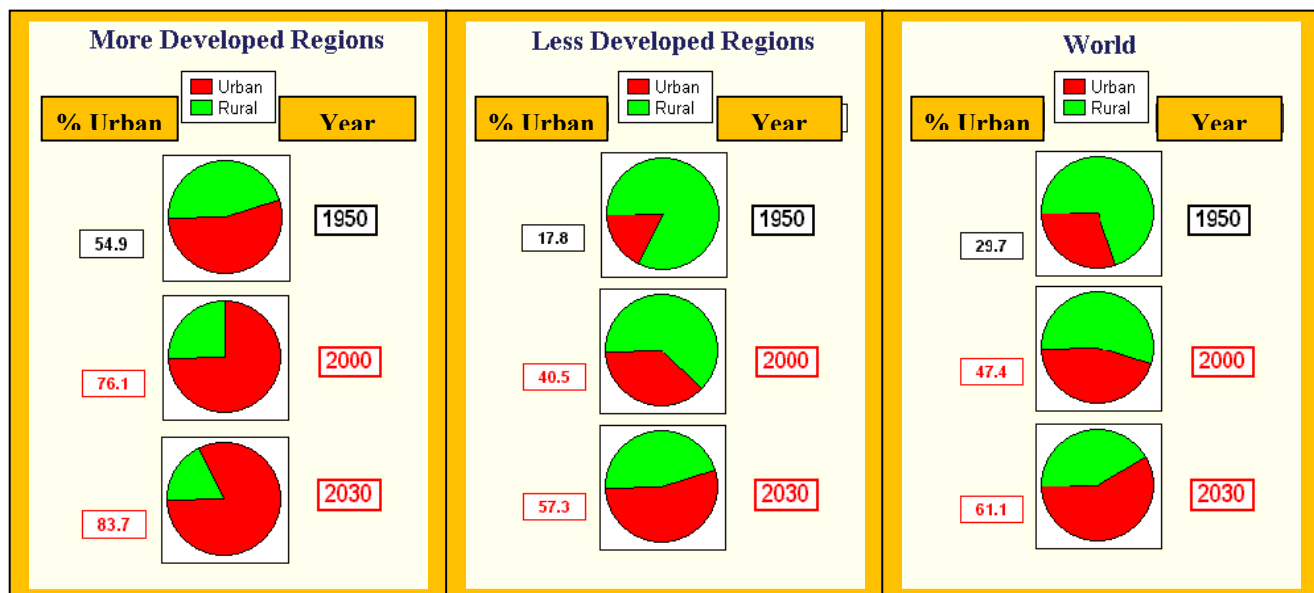 More Developed Regions
Urban
Rural
% Urban Year
1950
54.9
2000
76.1
2030
83.7
Less Developed Regions
Urban
Rural
% Urban Year
1950
17.8
2000
40.5
2030
57.3
World
Urban
Rural
% Urban Year
1950
29.7
2000
47.4
2030
61.1